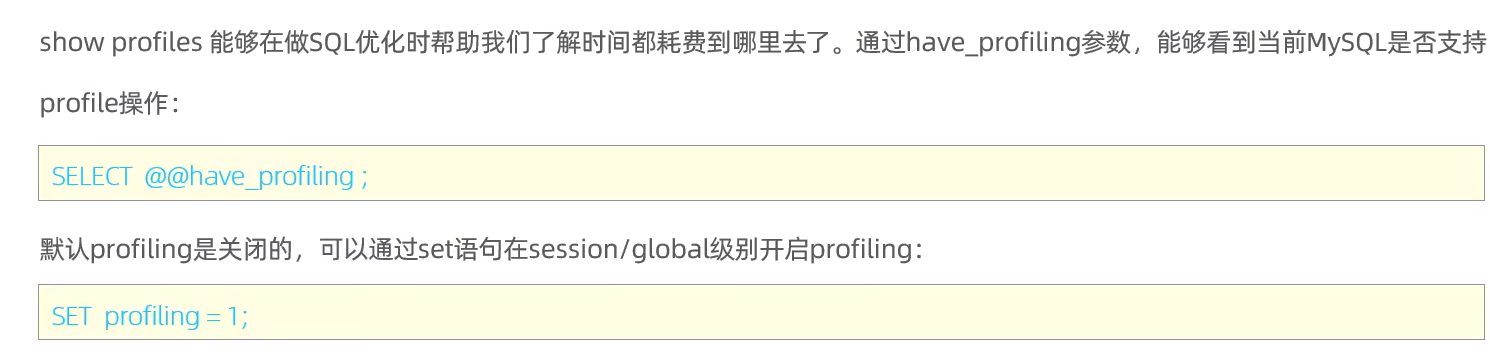 show profiles 能够在做SQL优化时帮助我们了解时间都耗费到哪里去了。通过have_profiling参数，能够看到当前MySQL是否支持
profile操作：
SELECT  @@have_profiling ;
默认profiling是关闭的，可以通过set语句在session/global级别开启profiling：
SET  profiling = 1;